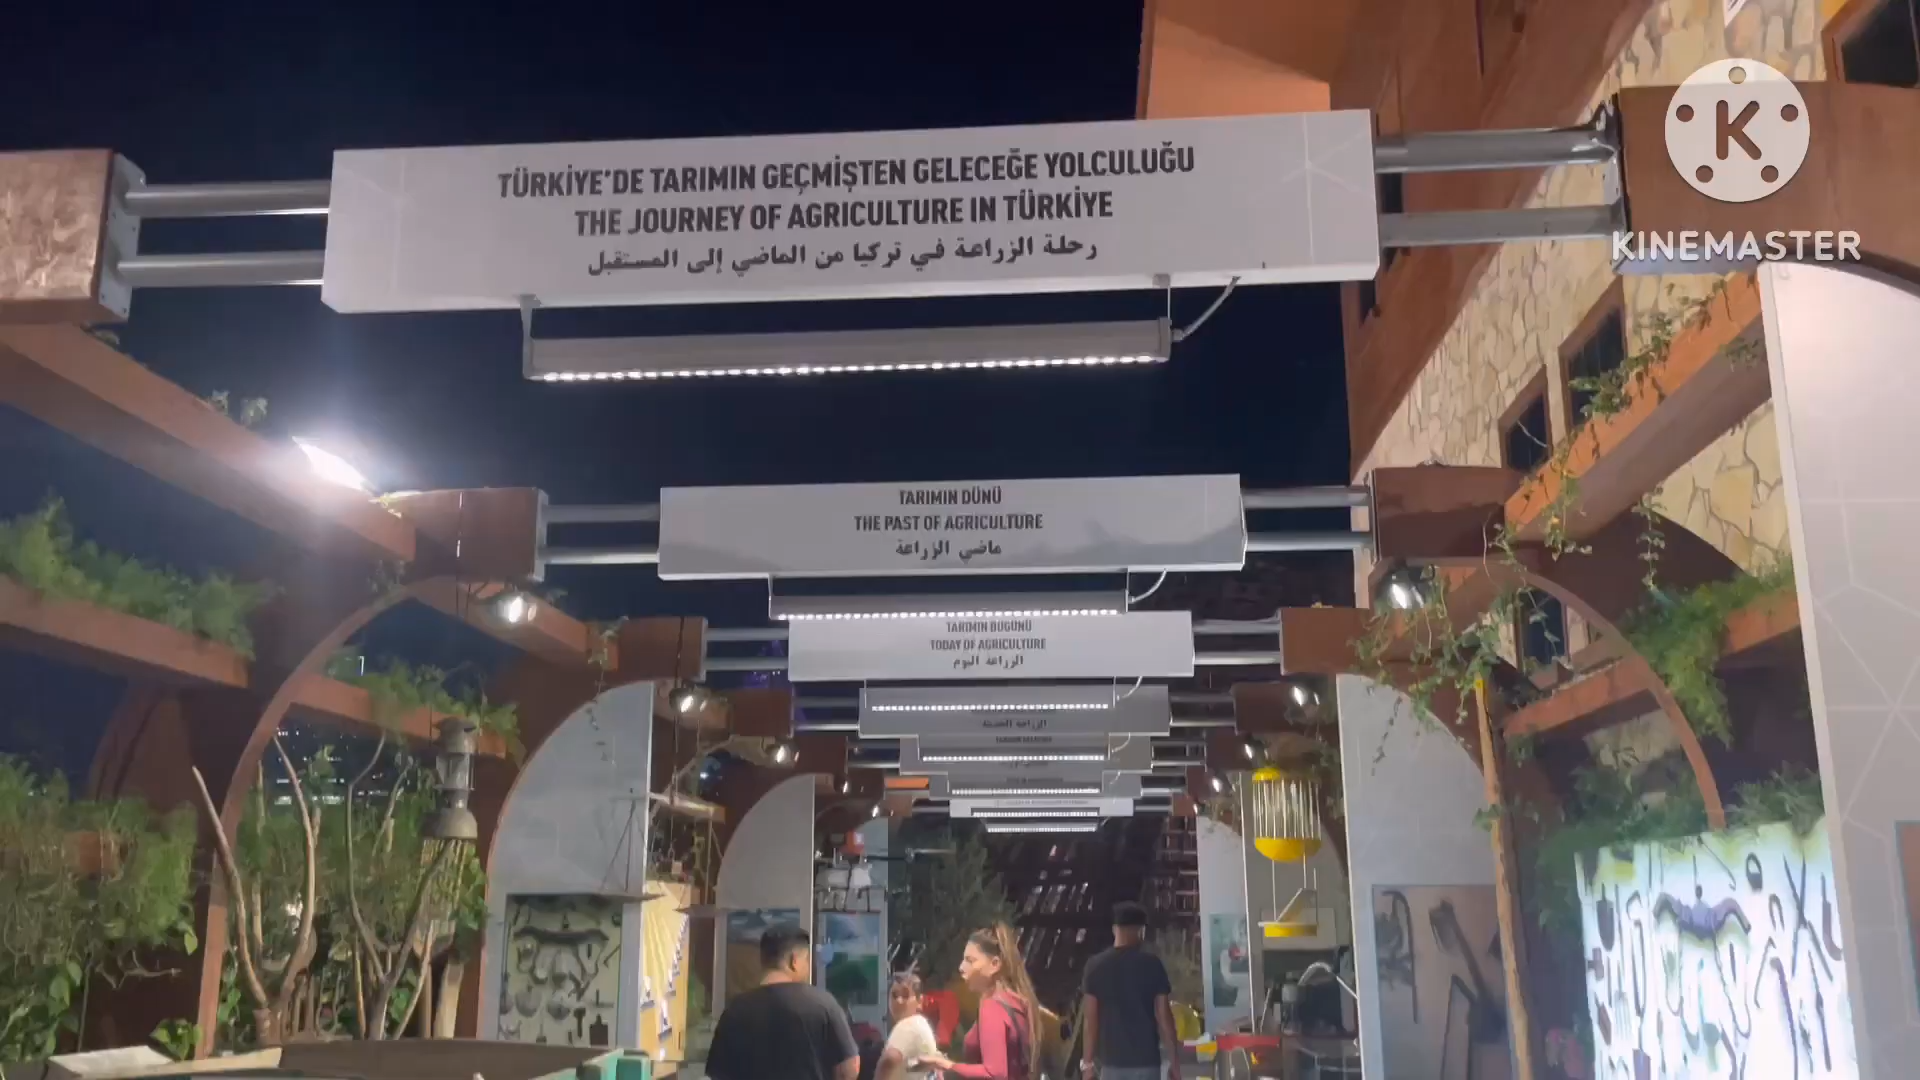 TÜRKİYE'DE TARIMIN GEÇMİŞTEN GELECEĞE YOLCULUĞU
THE JOURNEY OF AGRICULTURE IN TÜRKİYE
رحلة الزراعة في تركيا من الماضي إلى المستقبل
K
KINEMASTER
TARIMIN DÜNÜ
THE PAST OF AGRICULTURE
ماضي الزراعة
TARIMIN BUGÜNÜ
TODAY OF AGRICULTURE
الزراعة اليوم